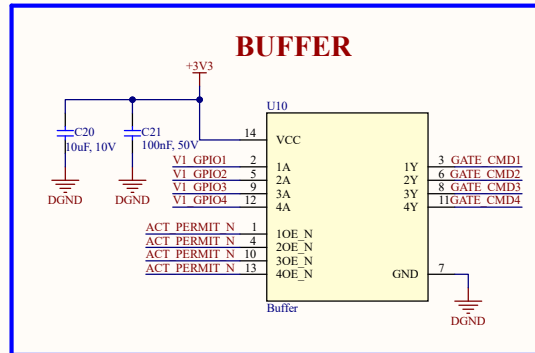 BUFFER
+3V3
U10
C20
10uF, 10V
C21
100nF, 50V
14 VCC
V1_GPIO1 2 1A 1Y 3 GATE_CMD1
V1_GPIO2 5 2A 2Y 6 GATE_CMD2
V1_GPIO3 9 3A 3Y 8 GATE_CMD3
V1_GPIO4 12 4A 4Y 11 GATE_CMD4
DGND DGND
ACT_PERMIT_N 1 1OE_N
ACT_PERMIT_N 4 2OE_N
ACT_PERMIT_N 10 3OE_N
ACT_PERMIT_N 13 4OE_N GND 7
Buffer
DGND